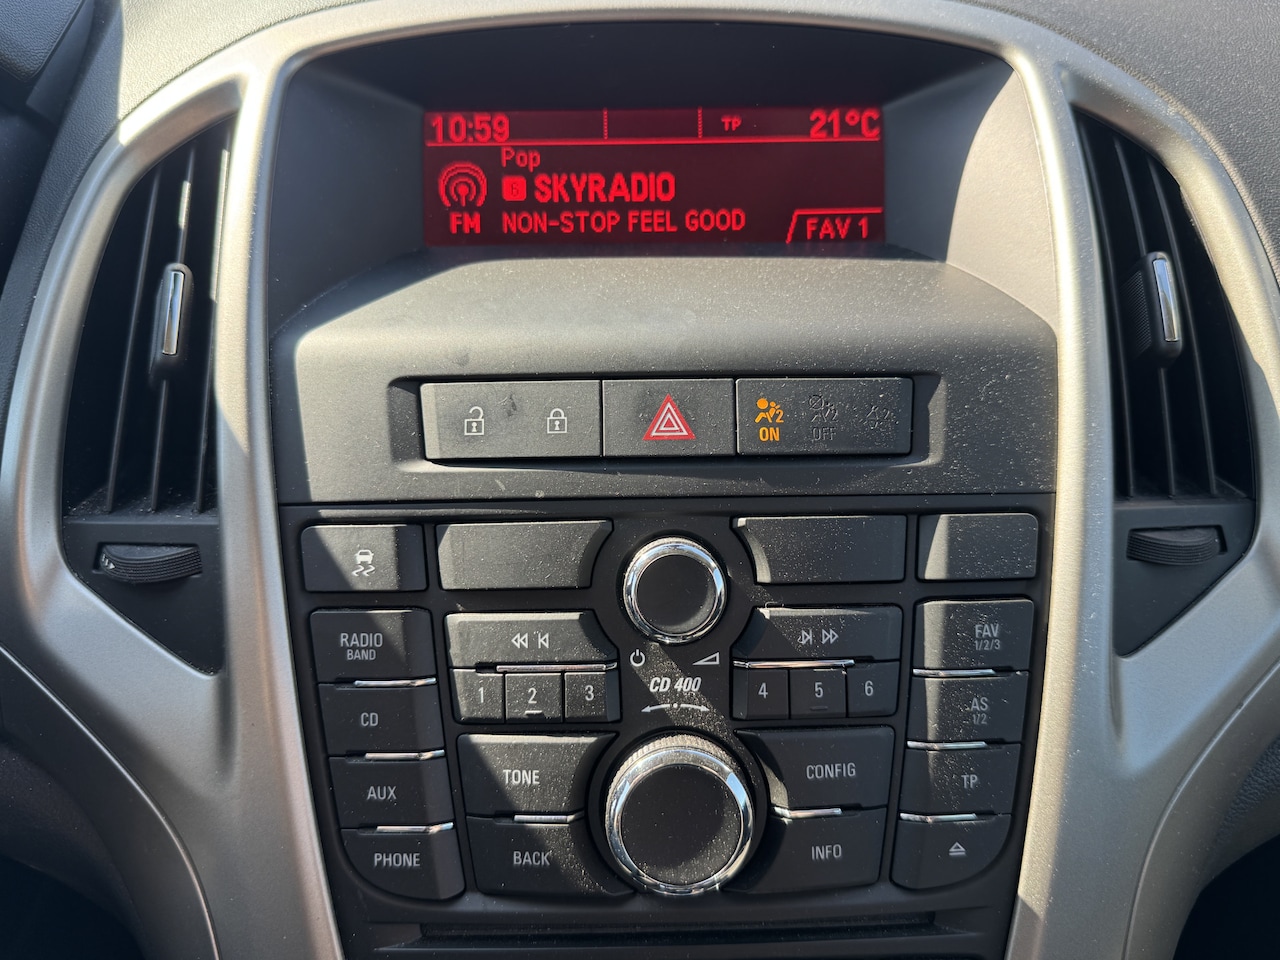 10:59 TP 21°C
Pop
6 SKYRADIO
FM NON-STOP FEEL GOOD FAV 1
2 ON 2 OFF 2
RADIO BAND
CD
AUX
PHONE
1 2 3
TONE
BACK
CD 400
4 5 6
CONFIG
INFO
FAV 1/2/3
AS 1/2
TP